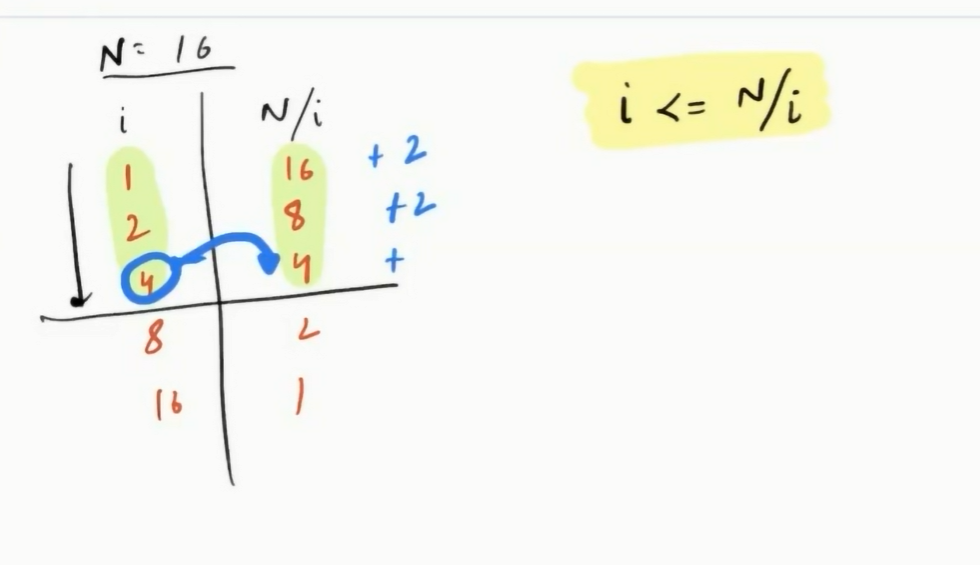 N= 16
i N/i i <= N/i
1 16 + 2
2 8 +2
4 4 +
8 2
16 1